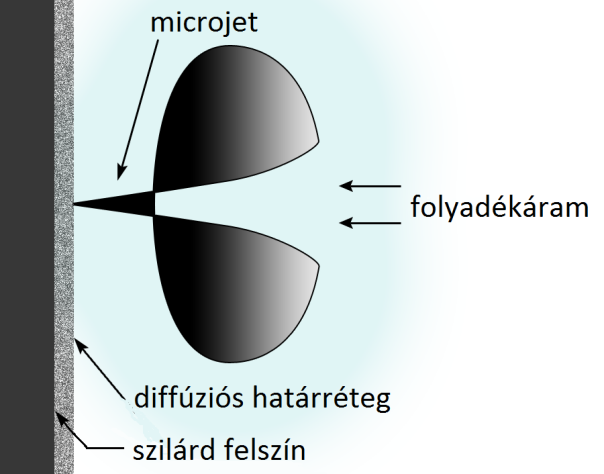 microjet
folyadékáram
diffúziós határréteg
szilárd felszín